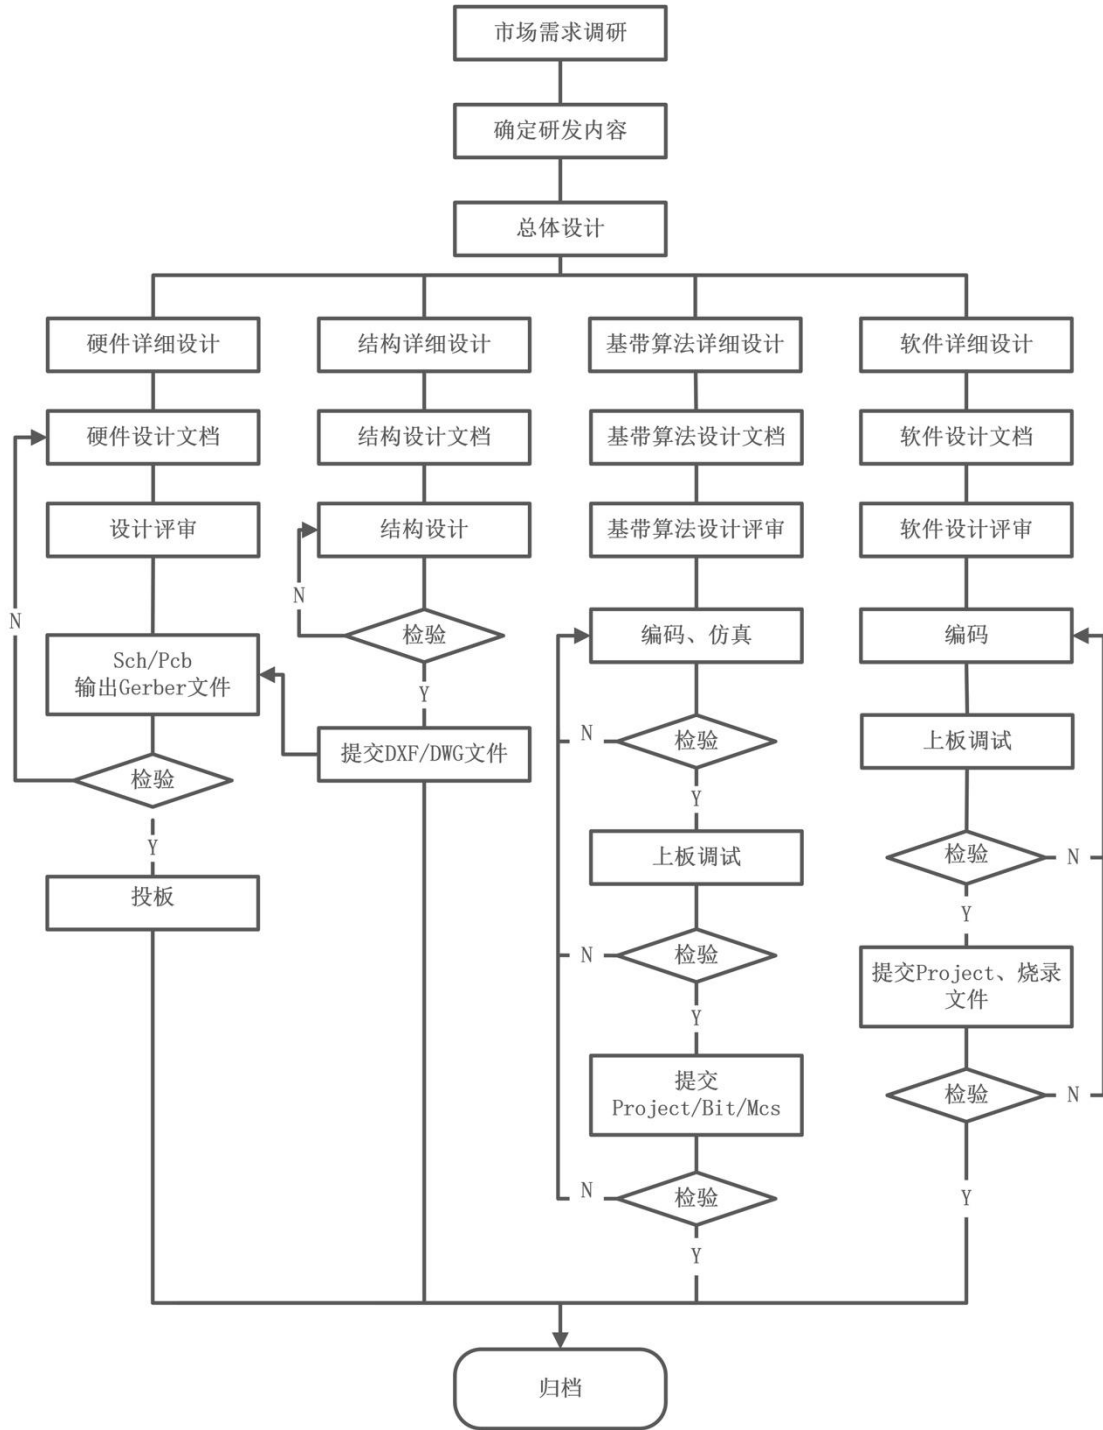 市场需求调研
确定研发内容
总体设计
硬件详细设计
结构详细设计
基带算法详细设计
软件详细设计
硬件设计文档
结构设计文档
基带算法设计文档
软件设计文档
设计评审
结构设计
基带算法设计评审
软件设计评审
N
N
检验
编码、仿真
编码
Sch/Pcb
输出Gerber文件
Y
提交DXF/DWG文件
N
检验
上板调试
检验
Y
Y
投板
上板调试
检验
N
Y
N
检验
提交Project、烧录
文件
Y
提交
Project/Bit/Mcs
检验
N
N
检验
Y
Y
归档